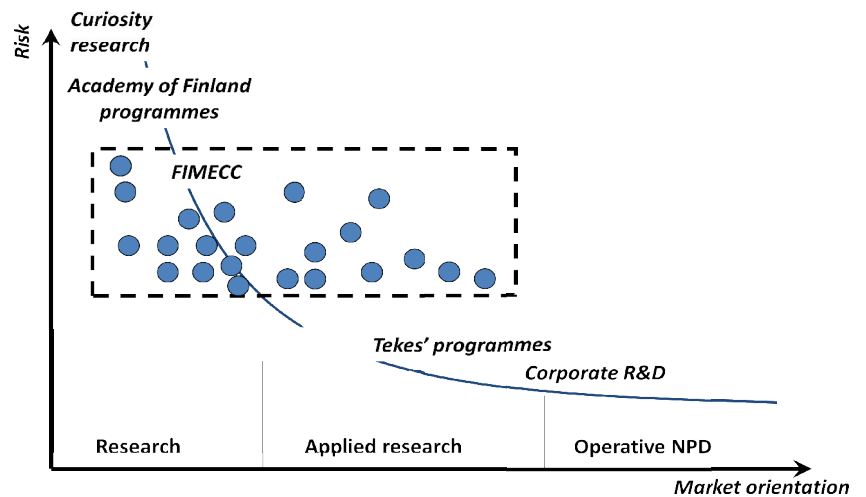 Curiosity
research
Risk
Academy of Finland
programmes
FIMECC
Tekes’ programmes
Corporate R&D
Research
Applied research
Operative NPD
Market orientation